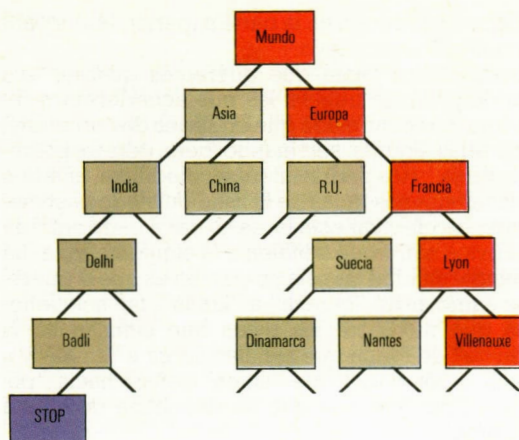 Mundo
Asia
Europa
India
China
R.U.
Francia
Delhi
Suecia
Lyon
Badli
Dinamarca
Nantes
Villenauxe
STOP